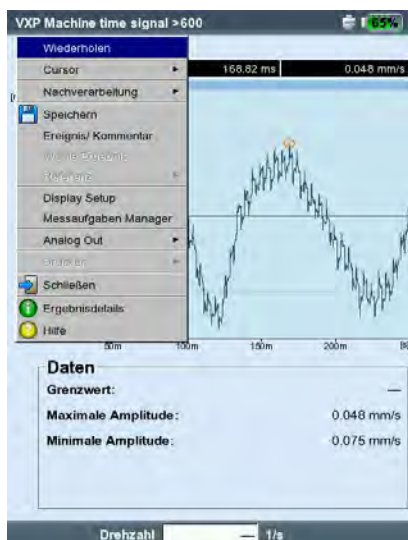 VXP Machine time signal >600
65%
Wiederholen
Cursor
168.82 ms
0.048 mm/s
Nachverarbeitung
Speichern
Ereignis/ Kommentar
Referenz
Display Setup
Messaufgaben Manager
Analog Out
Drucken
Schließen
Ergebnisdetails
Hilfe
50m
100m
150m
200m
Daten
Grenzwert:
—
Maximale Amplitude:
0.048 mm/s
Minimale Amplitude:
0.075 mm/s
Drehzahl
— 1/s